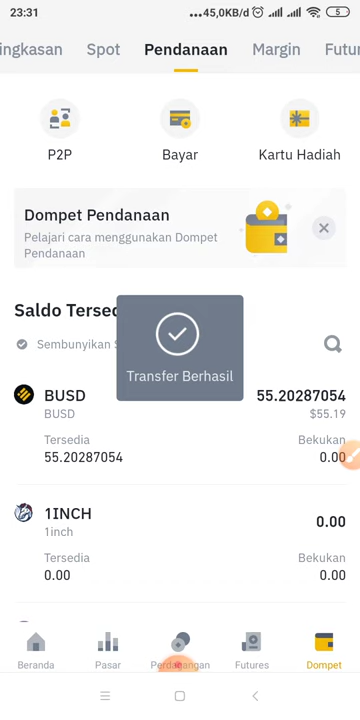 23:31
...45,0KB/d
5
ingkasan Spot Pendanaan Margin Futur
P2P Bayar Kartu Hadiah
Dompet Pendanaan
Pelajari cara menggunakan Dompet
Pendanaan
Saldo Tersed
Sembunyikan S
Transfer Berhasil
BUSD 55.20287054
BUSD $55.19
Tersedia Bekukan
55.20287054 0.00
1INCH 0.00
1inch
Tersedia Bekukan
0.00 0.00
Beranda Pasar Perdagangan Futures Dompet